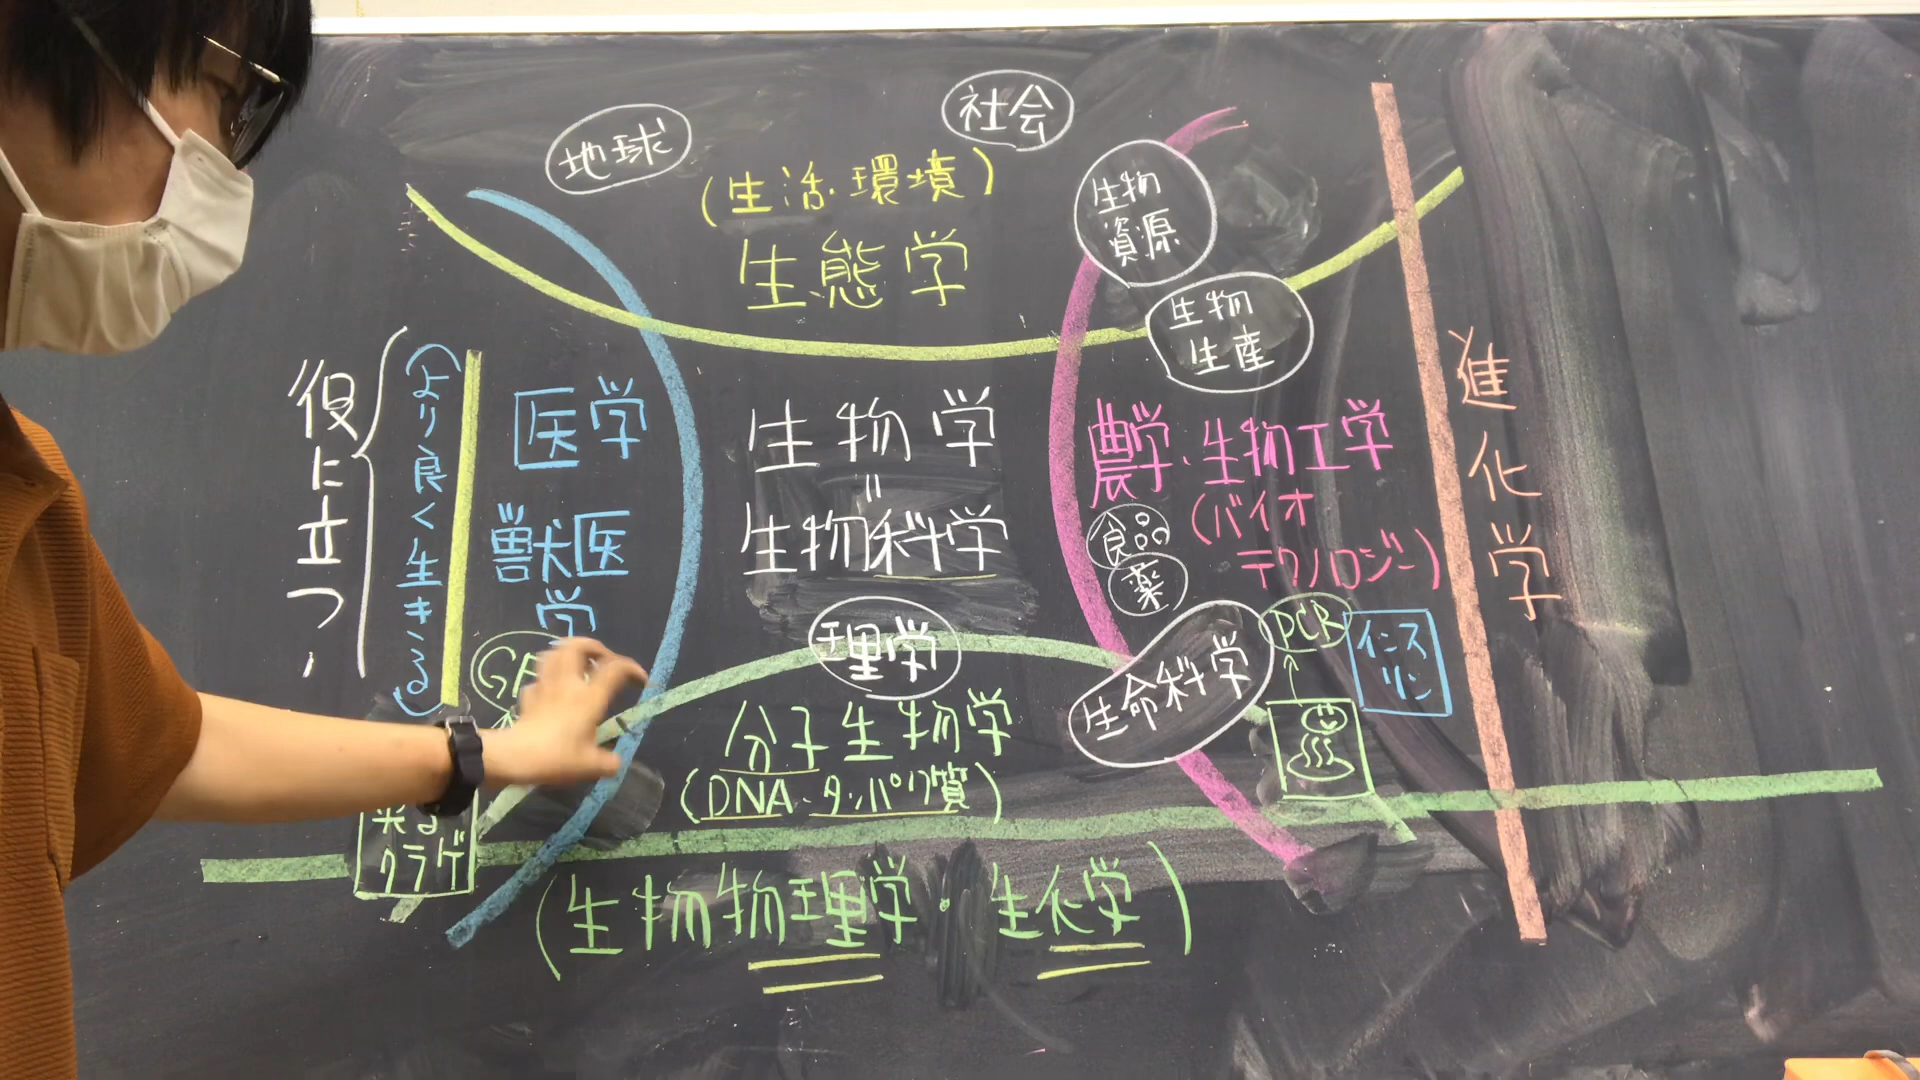 地球
社会
(生活・環境)
生態学
生物
資源
生物
生産
役に立つ
(より良く生きる)
医学
獣医
学
生物学
=
生物科学
理学
農学・生物工学
(バイオ
テクノロジー)
食品
薬
進化学
生命科学
PCR
インス
リン
分子生物学
(DNA・タンパク質)
光る
クラゲ
(生物物理学・生化学)